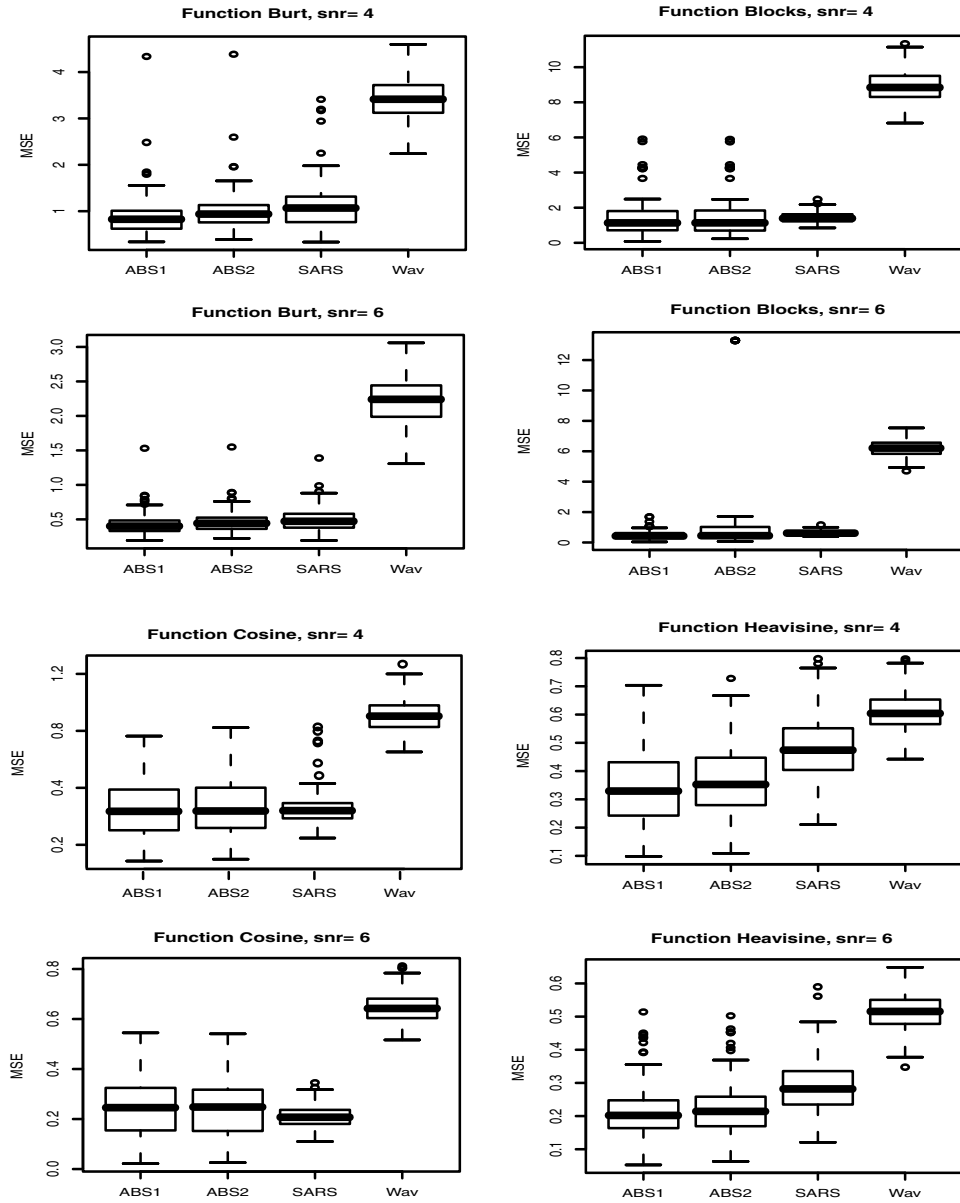 Function Burt, snr= 4
MSE
4
3
2
1
ABS1 ABS2 SARS Wav
Function Blocks, snr= 4
MSE
10
8
6
4
2
0
ABS1 ABS2 SARS Wav
Function Burt, snr= 6
MSE
3.0
2.5
2.0
1.5
1.0
0.5
ABS1 ABS2 SARS Wav
Function Blocks, snr= 6
MSE
12
8
6
4
2
0
ABS1 ABS2 SARS Wav
Function Cosine, snr= 4
MSE
1.2
0.8
0.4
0.2
ABS1 ABS2 SARS Wav
Function Heavisine, snr= 4
MSE
0.8
0.7
0.6
0.5
0.4
0.3
0.2
0.1
ABS1 ABS2 SARS Wav
Function Cosine, snr= 6
MSE
0.8
0.6
0.4
0.2
0.0
ABS1 ABS2 SARS Wav
Function Heavisine, snr= 6
MSE
0.6
0.5
0.4
0.3
0.2
0.1
ABS1 ABS2 SARS Wav